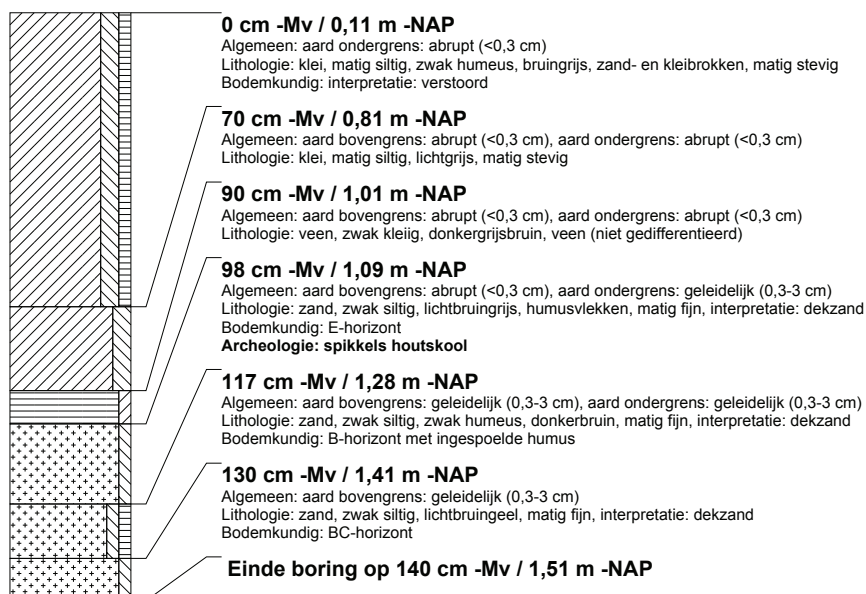 0 cm -Mv / 0,11 m -NAP
Algemeen: aard ondergrens: abrupt (<0,3 cm)
Lithologie: klei, matig siltig, zwak humeus, bruingrijs, zand- en kleibrokken, matig stevig
Bodemkundig: interpretatie: verstoord
70 cm -Mv / 0,81 m -NAP
Algemeen: aard bovengrens: abrupt (<0,3 cm), aard ondergrens: abrupt (<0,3 cm)
Lithologie: klei, matig siltig, lichtgrijs, matig stevig
90 cm -Mv / 1,01 m -NAP
Algemeen: aard bovengrens: abrupt (<0,3 cm), aard ondergrens: abrupt (<0,3 cm)
Lithologie: veen, zwak kleiig, donkergrijsbruin, veen (niet gedifferentieerd)
98 cm -Mv / 1,09 m -NAP
Algemeen: aard bovengrens: abrupt (<0,3 cm), aard ondergrens: geleidelijk (0,3-3 cm)
Lithologie: zand, zwak siltig, lichtbruingrijs, humusvlekken, matig fijn, interpretatie: dekzand
Bodemkundig: E-horizont
Archeologie: spikkels houtskool
117 cm -Mv / 1,28 m -NAP
Algemeen: aard bovengrens: geleidelijk (0,3-3 cm), aard ondergrens: geleidelijk (0,3-3 cm)
Lithologie: zand, zwak siltig, zwak humeus, donkerbruin, matig fijn, interpretatie: dekzand
Bodemkundig: B-horizont met ingespoelde humus
130 cm -Mv / 1,41 m -NAP
Algemeen: aard bovengrens: geleidelijk (0,3-3 cm)
Lithologie: zand, zwak siltig, lichtbruingeel, matig fijn, interpretatie: dekzand
Bodemkundig: BC-horizont
Einde boring op 140 cm -Mv / 1,51 m -NAP